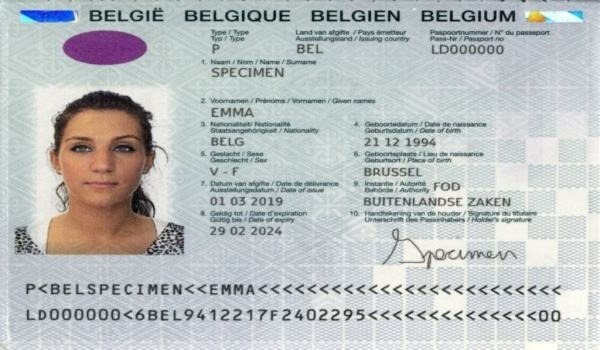 BELGIË BELGIQUE BELGIEN BELGIUM
Type / Type
Typ / Type
P
Land van afgifte / Pays émetteur
Ausstellungsland / Issuing country
BEL
Paspoortnummer / N° du passeport
Pass-Nr / Passport no
LD000000
1. Naam / Nom / Name / Surname
SPECIMEN
2. Voornamen / Prénoms / Vornamen / Given names
EMMA
3. Nationaliteit/ Nationalité
Staatsangehörigkeit / Nationality
BELG
4. Geboortedatum / Date de naissance
Geburtsdatum / Date of birth
21 12 1994
5. Geslacht / Sexe
Geschlecht / Sex
V - F
6. Geboorteplaats / Lieu de naissance
Geburtsort / Place of birth
BRUSSEL
7. Datum van afgifte / Date de délivrance
Ausstellungsdatum / Date of issue
01 03 2019
9. Instantie / Autorité
Behörde / Authority
FOD
BUITENLANDSE ZAKEN
8. Geldig tot / Date d'expiration
Gültig bis / Date of expiry
29 02 2024
10. Handtekening van de houder / Signature du titulaire
Unterschrift des Passinhabers / Holder's signature
Specimen
P<BELSPECIMEN<<EMMA<<<<<<<<<<<<<<<<<<<<<<<<<
LD000000<6BEL9412217F2402295<<<<<<<<<<<<<<00